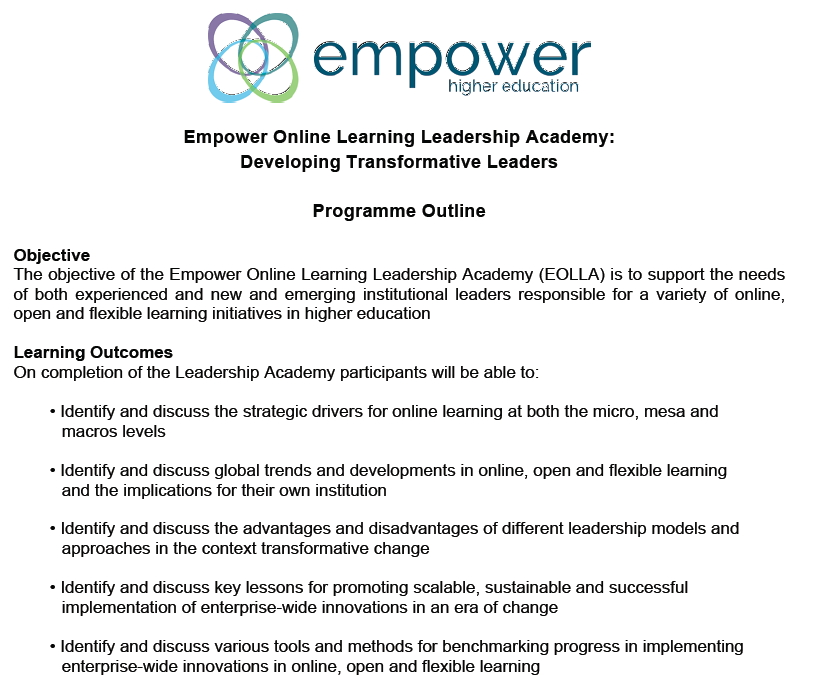 empower
higher education
Empower Online Learning Leadership Academy:
Developing Transformative Leaders
Programme Outline
Objective
The objective of the Empower Online Learning Leadership Academy (EOLLA) is to support the needs
of both experienced and new and emerging institutional leaders responsible for a variety of online,
open and flexible learning initiatives in higher education
Learning Outcomes
On completion of the Leadership Academy participants will be able to:
• Identify and discuss the strategic drivers for online learning at both the micro, mesa and
macros levels
• Identify and discuss global trends and developments in online, open and flexible learning
and the implications for their own institution
• Identify and discuss the advantages and disadvantages of different leadership models and
approaches in the context transformative change
• Identify and discuss key lessons for promoting scalable, sustainable and successful
implementation of enterprise-wide innovations in an era of change
• Identify and discuss various tools and methods for benchmarking progress in implementing
enterprise-wide innovations in online, open and flexible learning